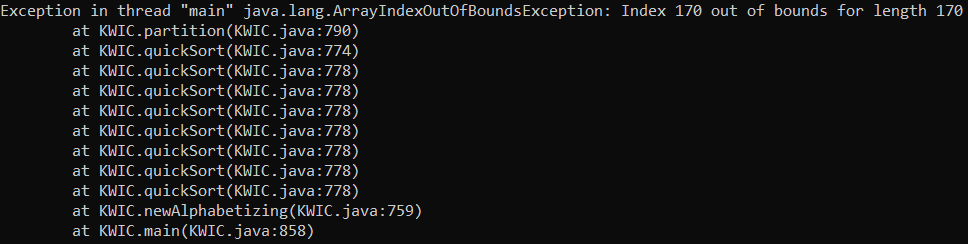 Exception in thread "main" java.lang.ArrayIndexOutOfBoundsException: Index 170 out of bounds for length 170
at KWIC.partition(KWIC.java:790)
at KWIC.quickSort(KWIC.java:774)
at KWIC.quickSort(KWIC.java:778)
at KWIC.quickSort(KWIC.java:778)
at KWIC.quickSort(KWIC.java:778)
at KWIC.quickSort(KWIC.java:778)
at KWIC.quickSort(KWIC.java:778)
at KWIC.quickSort(KWIC.java:778)
at KWIC.quickSort(KWIC.java:778)
at KWIC.newAlphabetizing(KWIC.java:759)
at KWIC.main(KWIC.java:858)